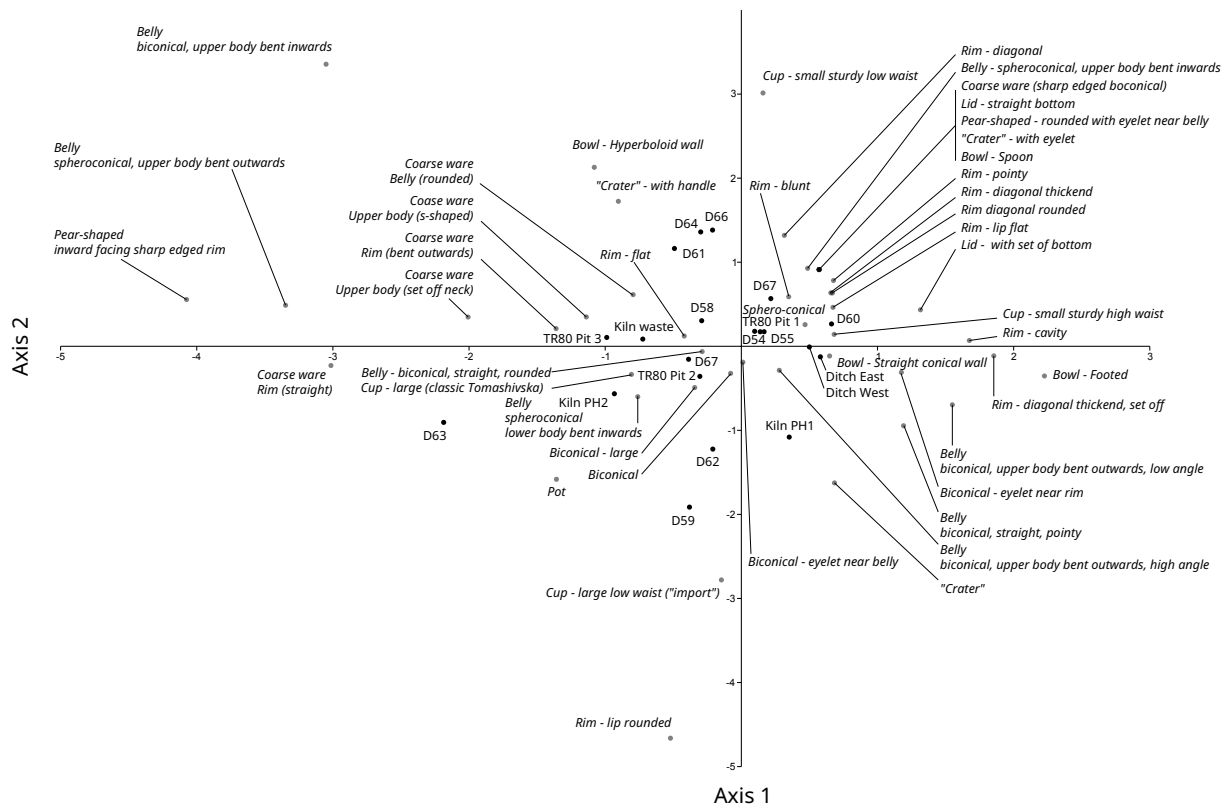 Belly
biconical, upper body bent inwards
Belly
spheroconical, upper body bent outwards
Pear-shaped
inward facing sharp edged rim
Coarse ware
Belly (rounded)
Coase ware
Upper body (s-shaped)
Coarse ware
Rim (bent outwards)
Coarse ware
Upper body (set off neck)
Bowl - Hyperboloid wall
"Crater" - with handle
Rim - flat
Cup - small sturdy low waist
Rim - blunt
Rim - diagonal
Belly - spheroconical, upper body bent inwards
Coarse ware (sharp edged boconical)
Lid - straight bottom
Pear-shaped - rounded with eyelet near belly
"Crater" - with eyelet
Bowl - Spoon
Rim - pointy
Rim - diagonal thickend
Rim diagonal rounded
Rim - lip flat
Lid -  with set of bottom
Cup - small sturdy high waist
Rim - cavity
D64
D66
D61
D58
D67
Sphero-conical
TR80 Pit 1
D60
D54
D55
TR80 Pit 3
Kiln waste
Coarse ware
Rim (straight)
Belly - biconical, straight, rounded
Cup - large (classic Tomashivska)
D67
TR80 Pit 2
Bowl - Straight conical wall
Ditch East
Ditch West
Bowl - Footed
Rim - diagonal thickend, set off
Belly
spheroconical
lower body bent inwards
Kiln PH2
D63
Biconical - large
Biconical
Kiln PH1
D62
Pot
D59
Belly
biconical, upper body bent outwards, low angle
Biconical - eyelet near rim
Belly
biconical, straight, pointy
Belly
biconical, upper body bent outwards, high angle
"Crater"
Biconical - eyelet near belly
Cup - large low waist ("import")
Rim - lip rounded
3
2
1
-1
-2
-3
-4
-5
-5
-4
-3
-2
-1
0
1
2
3
Axis 2
Axis 1